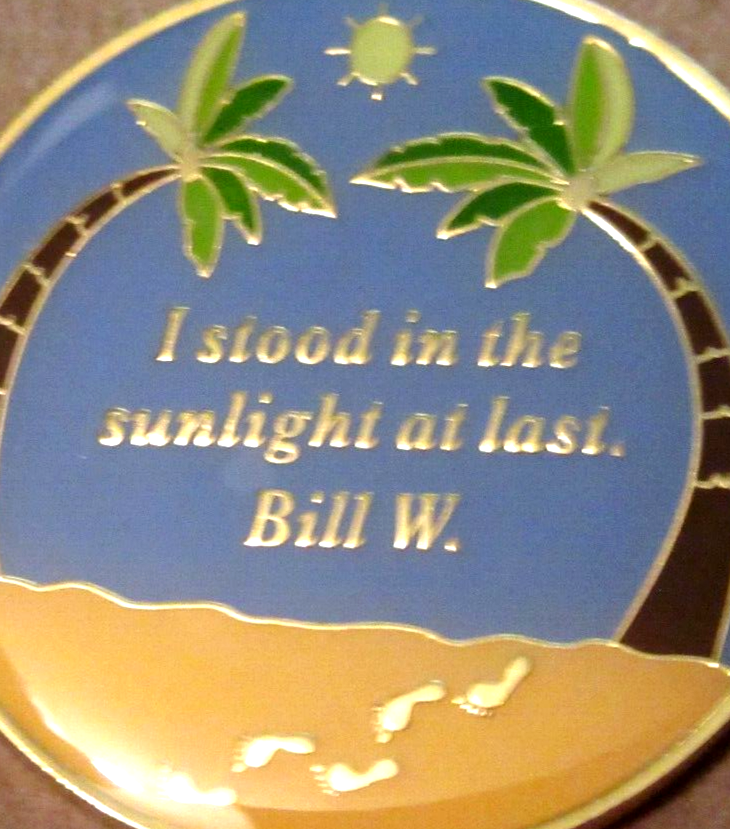 I stood in the
sunlight at last.
Bill W.